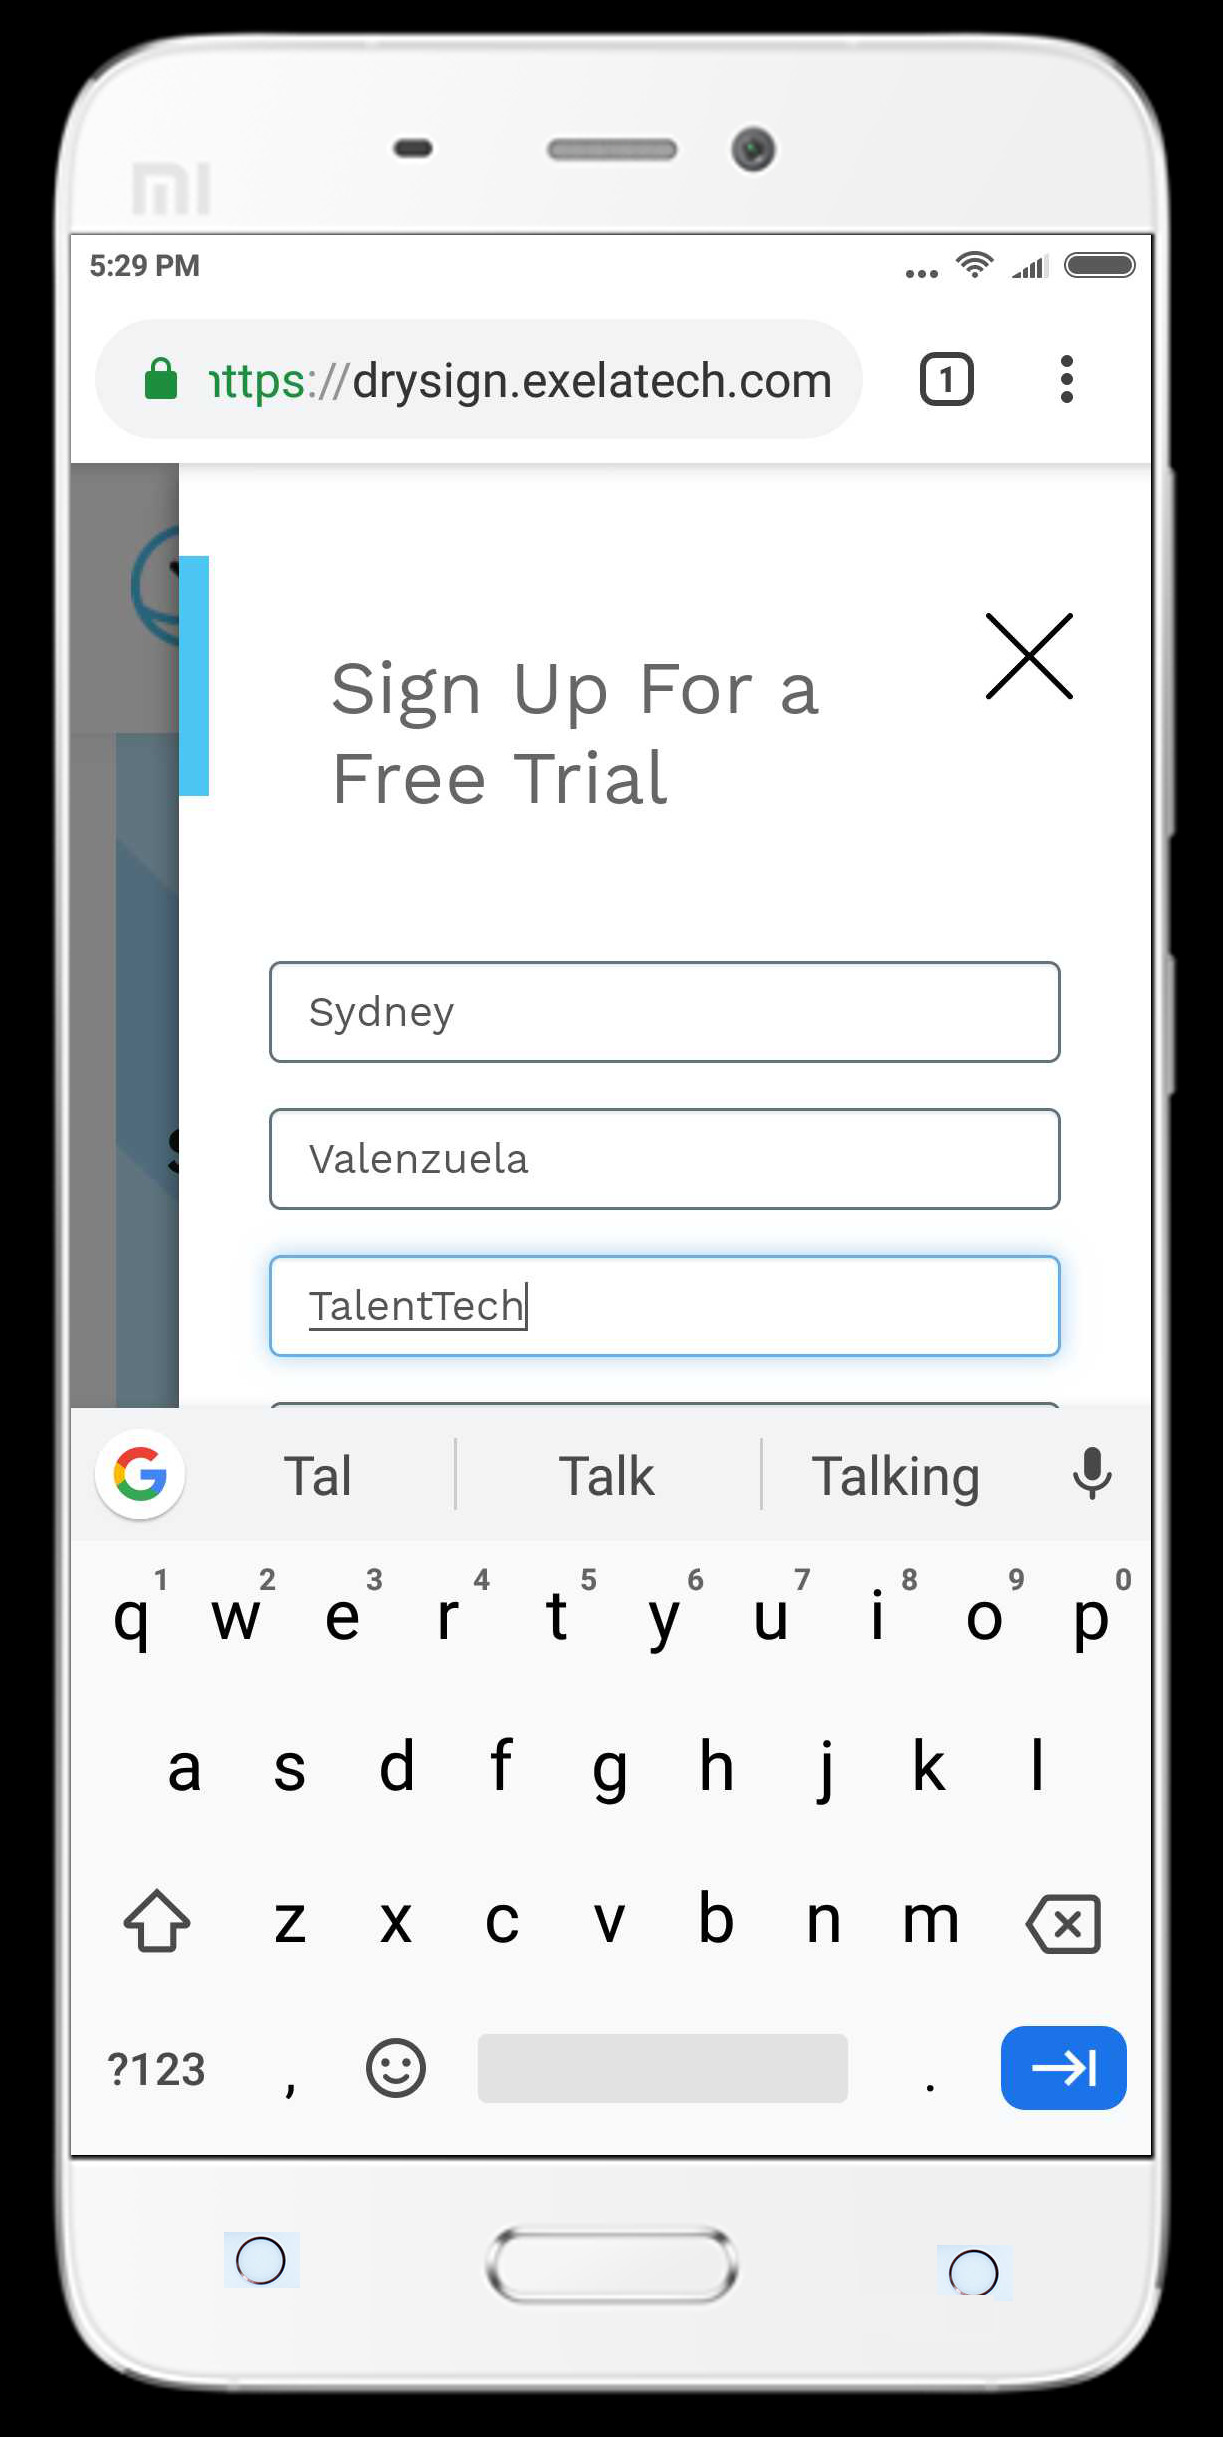 mi
5:29 PM
https://drysign.exelatech.com
1
Sign Up For a
Free Trial
Sydney
Valenzuela
TalentTech
Tal Talk Talking
1 2 3 4 5 6 7 8 9 0
q w e r t y u i o p
a s d f g h j k l
z x c v b n m
?123 , .